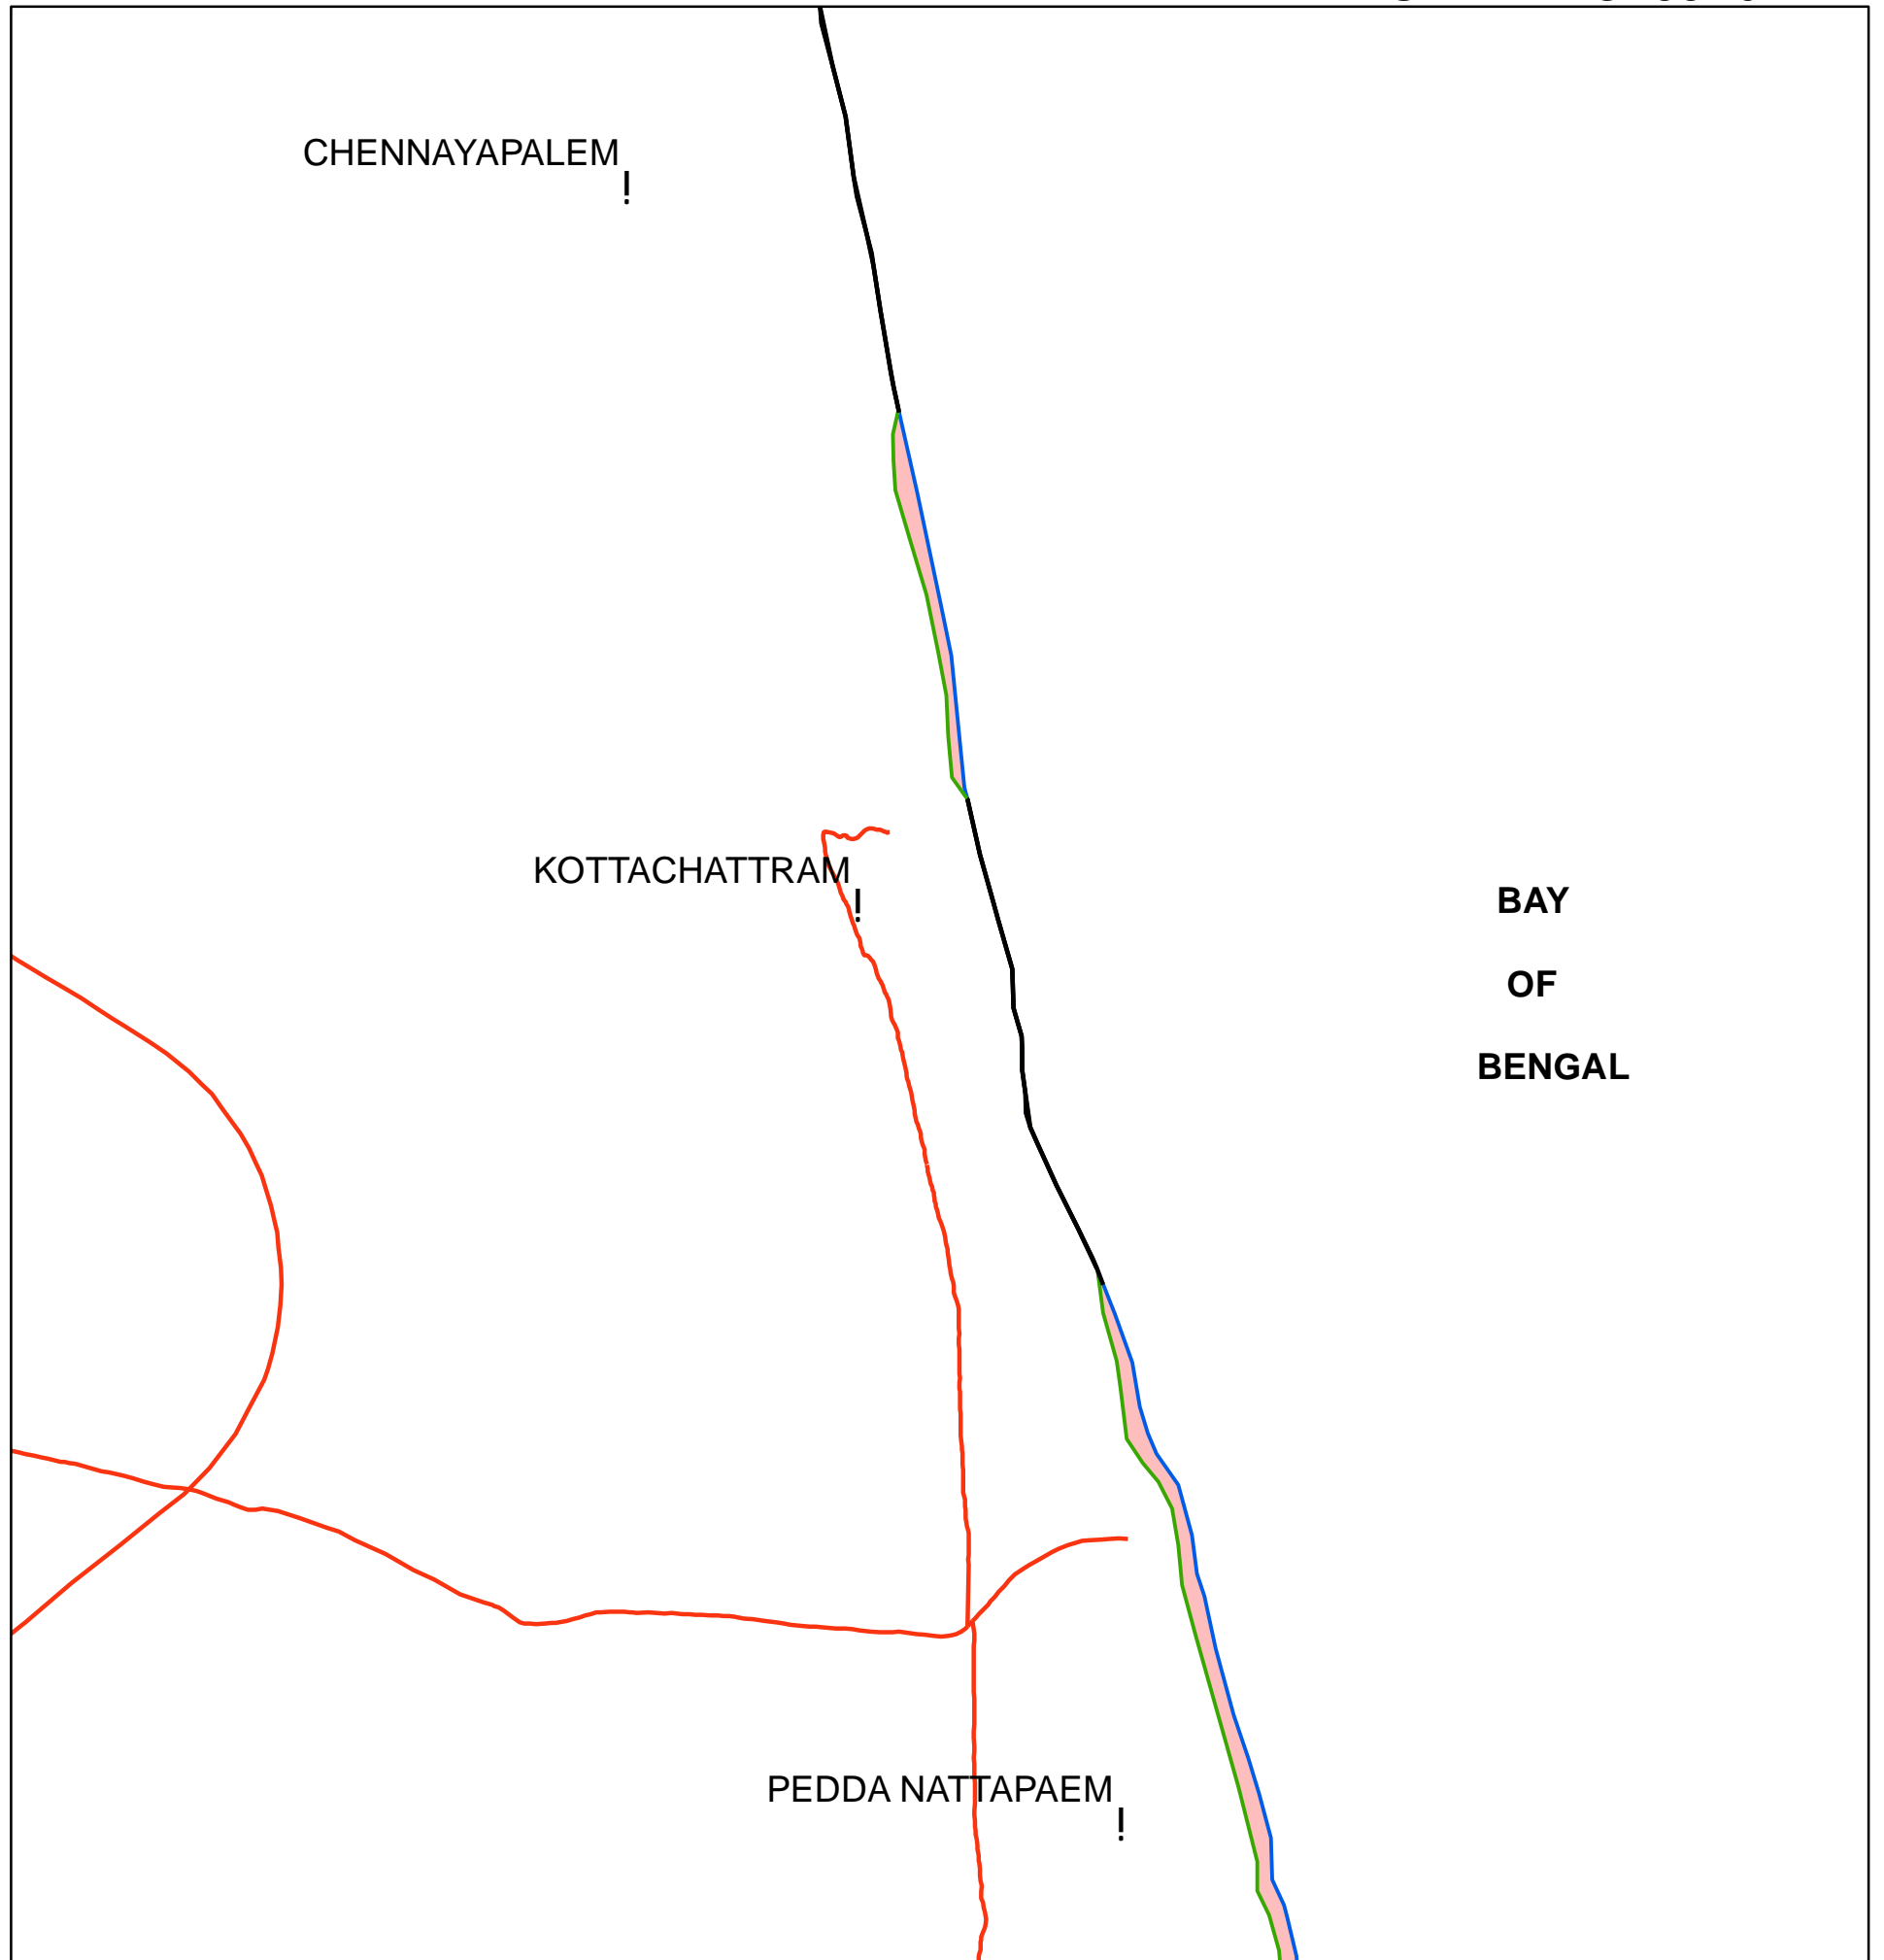 CHENNAYAPALEM
!
KOTTACHATTRAM
!
BAY
OF
BENGAL
PEDDA NATTAPAEM
!